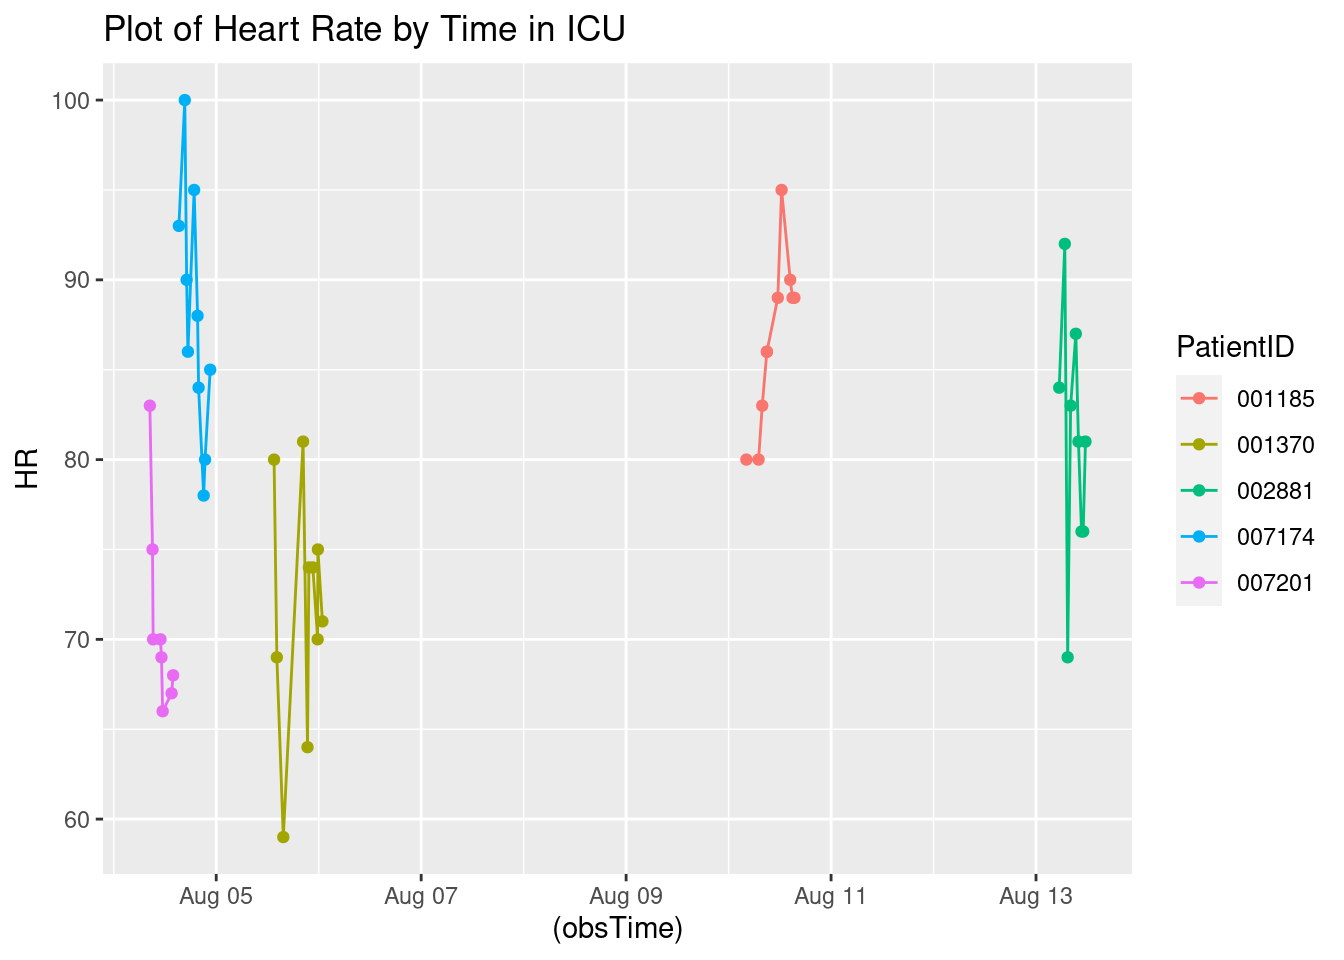 Plot of Heart Rate by Time in ICU
100
90
80
70
60
HR
Aug 05
Aug 07
Aug 09
Aug 11
Aug 13
(obsTime)
PatientID
001185
001370
002881
007174
007201